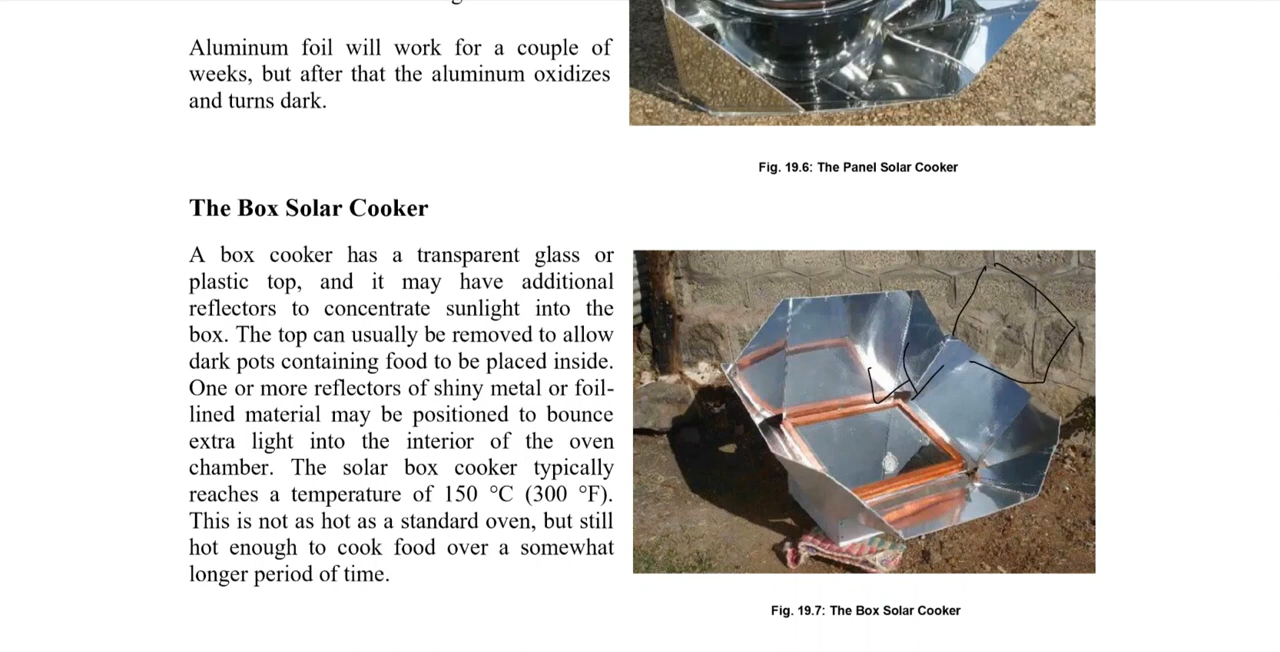 Aluminum foil will work for a couple of
weeks, but after that the aluminum oxidizes
and turns dark.
Fig. 19.6: The Panel Solar Cooker
The Box Solar Cooker
A box cooker has a transparent glass or
plastic top, and it may have additional
reflectors to concentrate sunlight into the
box. The top can usually be removed to allow
dark pots containing food to be placed inside.
One or more reflectors of shiny metal or foil-
lined material may be positioned to bounce
extra light into the interior of the oven
chamber. The solar box cooker typically
reaches a temperature of 150 °C (300 °F).
This is not as hot as a standard oven, but still
hot enough to cook food over a somewhat
longer period of time.
Fig. 19.7: The Box Solar Cooker